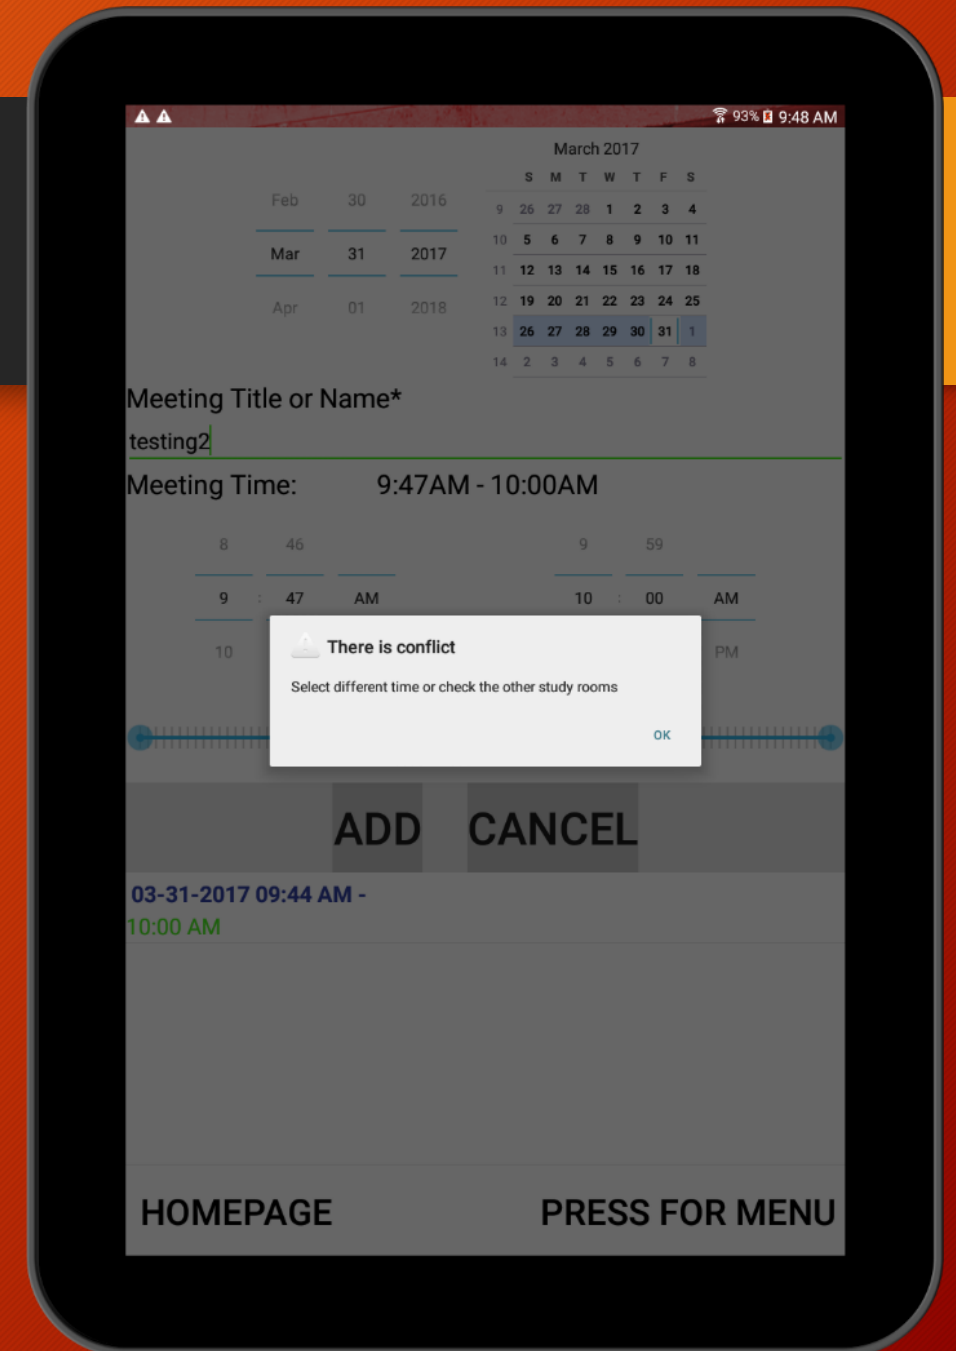 93% 9:48 AM
March 2017
S M T W T F S
Feb 30 2016
9 26 27 28 1 2 3 4
10 5 6 7 8 9 10 11
Mar 31 2017
11 12 13 14 15 16 17 18
Apr 01 2018
12 19 20 21 22 23 24 25
13 26 27 28 29 30 31 1
14 2 3 4 5 6 7 8
Meeting Title or Name*
testing2
Meeting Time: 9:47AM - 10:00AM
8 46 9 59
9 : 47 AM 10 : 00 AM
10 PM
There is conflict
Select different time or check the other study rooms
OK
ADD CANCEL
03-31-2017 09:44 AM -
10:00 AM
HOMEPAGE PRESS FOR MENU